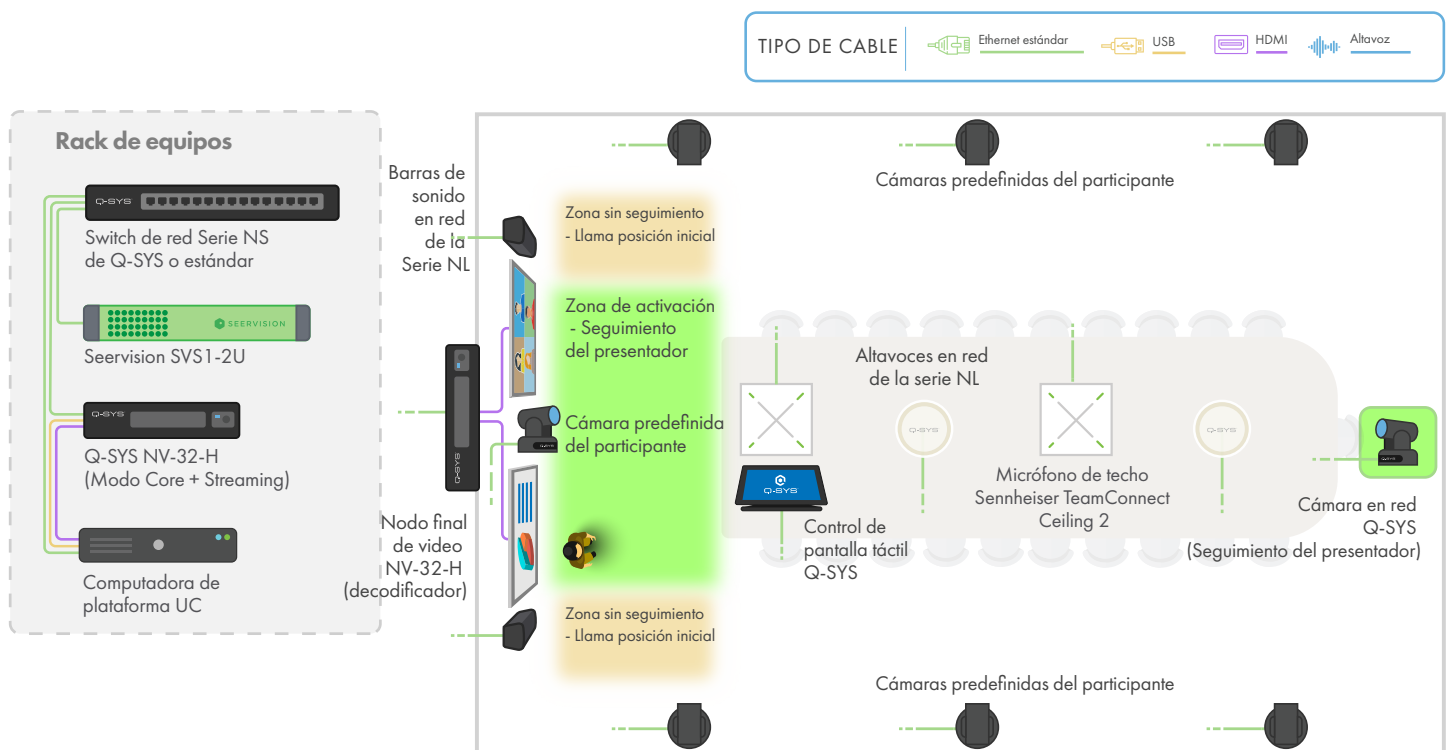 TIPO DE CABLE
Ethernet estándar
USB
HDMI
Altavoz
Rack de equipos
Q-SYS
Switch de red Serie NS
de Q-SYS o estándar
SEERVISION
Seervision SVS1-2U
Q-SYS
Q-SYS NV-32-H
(Modo Core + Streaming)
Computadora de
plataforma UC
Barras de
sonido
en red
de la
Serie NL
Cámaras predefinidas del participante
Zona sin seguimiento
- Llama posición inicial
Zona de activación
- Seguimiento
del presentador
Q-SYS
Q-SYS
Cámara predefinida
del participante
Nodo final
de video
NV-32-H
(decodificador)
Zona sin seguimiento
- Llama posición inicial
Altavoces en red
de la serie NL
Q-SYS
Q-SYS
Q-SYS
Control de
pantalla táctil
Q-SYS
Micrófono de techo
Sennheiser TeamConnect
Ceiling 2
Q-SYS
Cámara en red
Q-SYS
(Seguimiento del presentador)
Cámaras predefinidas del participante